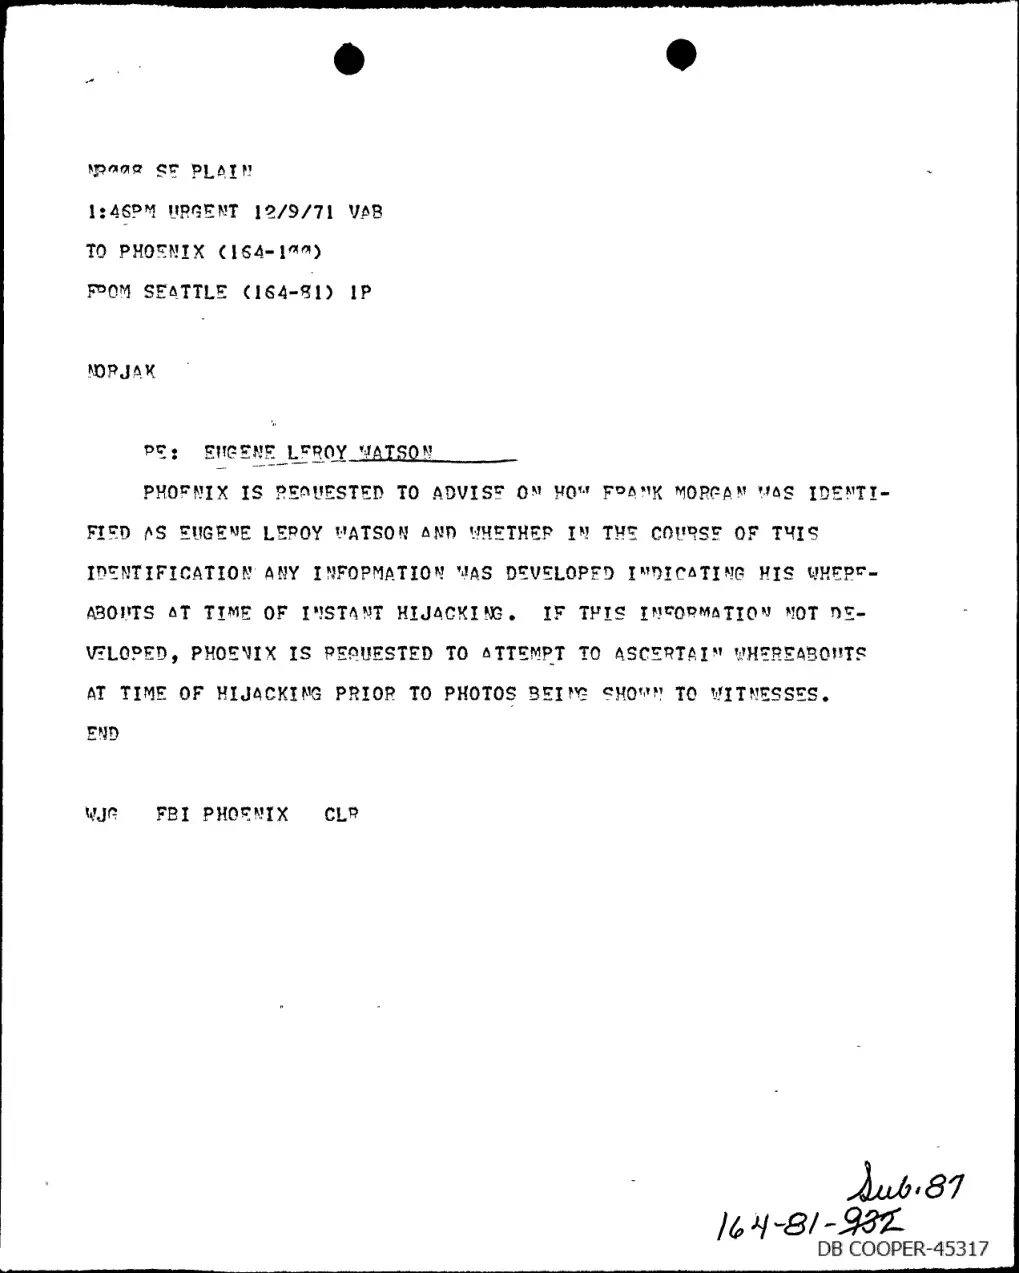 NR008 SE PLAIN
1:46PM URGENT 12/9/71 VAB
TO PHOENIX (164-100)
FROM SEATTLE (164-81) 1P
NORJAK
RE: EUGENE LEROY WATSON
PHOENIX IS REQUESTED TO ADVISE ON HOW FRANK MORGAN WAS IDENTI-
FIED AS EUGENE LEROY WATSON AND WHETHER IN THE COURSE OF THIS
IDENTIFICATION ANY INFORMATION WAS DEVELOPED INDICATING HIS WHERE-
ABOUTS AT TIME OF INSTANT HIJACKING. IF THIS INFORMATION NOT DE-
VELOPED, PHOENIX IS REQUESTED TO ATTEMPT TO ASCERTAIN WHEREABOUTS
AT TIME OF HIJACKING PRIOR TO PHOTOS BEING SHOWN TO WITNESSES.
END
WJG FBI PHOENIX CLR
Sub. 87
164-81-932
DB COOPER-45317